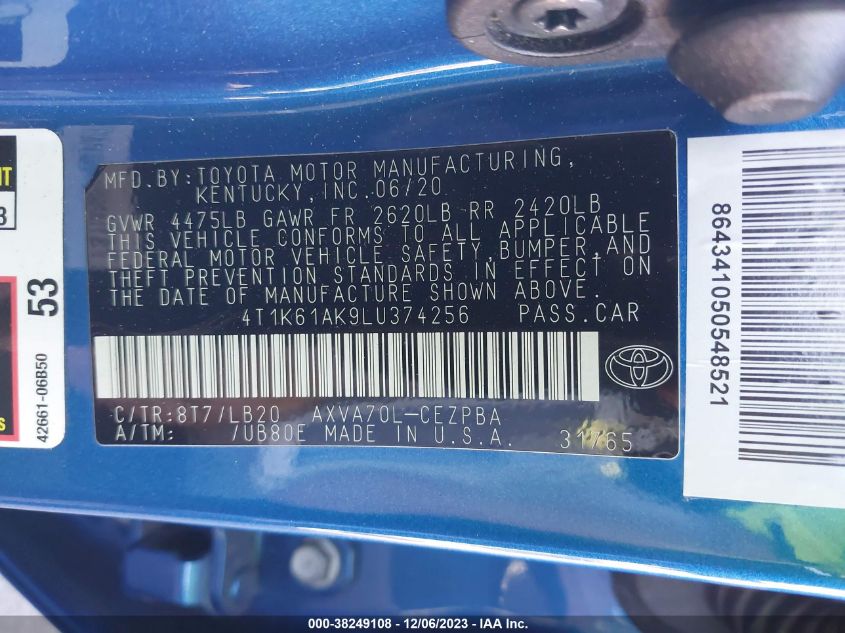 MFD.BY:TOYOTA MOTOR MANUFACTURING,
KENTUCKY, INC. 06/20
GVWR 4475LB GAWR FR 2620LB RR 2420LB
THIS VEHICLE CONFORMS TO ALL APPLICABLE
FEDERAL MOTOR VEHICLE SAFETY,BUMPER,AND
THEFT PREVENTION STANDARDS IN EFFECT ON
THE DATE OF MANUFACTURE SHOWN ABOVE.
4T1K61AK9LU374256 PASS.CAR
C/TR:8T7/LB20 AXVA70L-CEZPBA
A/TM: /UB80E MADE IN U.S.A. 31765
53
42661-06B50
864341050548521
000-38249108 - 12/06/2023 - IAA Inc.